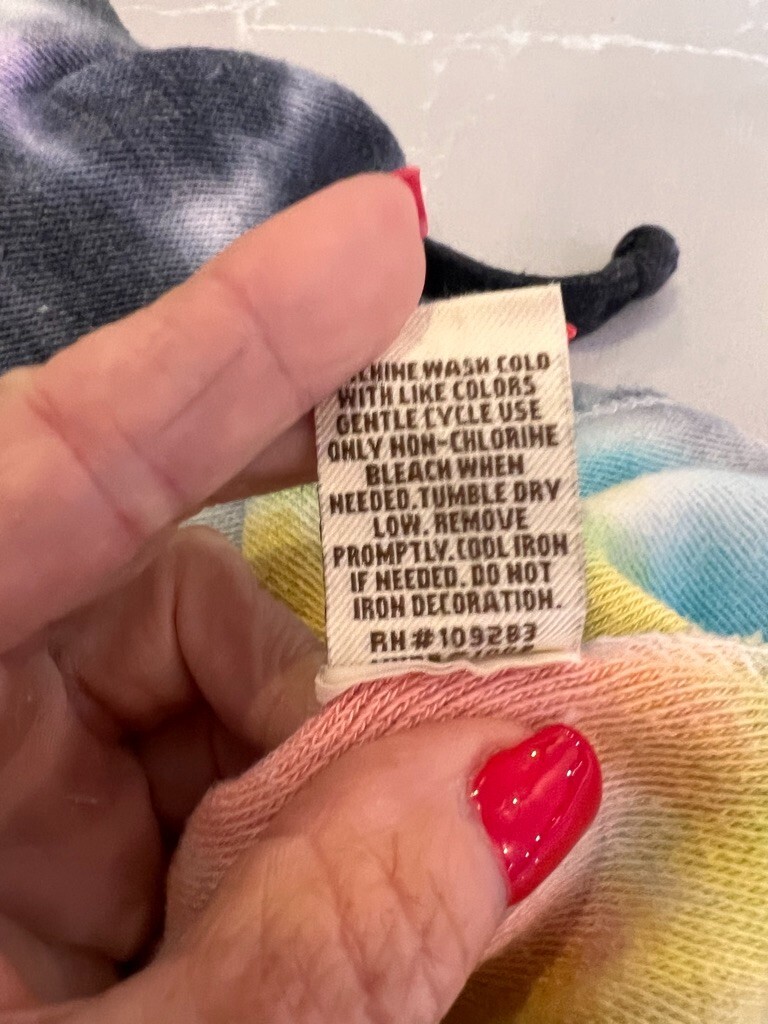 WASH COLD
WITH LIKE COLORS
GENTLE CYCLE USE
ONLY NON-CHLORINE
BLEACH WHEN
NEEDED. TUMBLE DRY
LOW. REMOVE
PROMPTLY. COOL IRON
IF NEEDED. DO NOT
IRON DECORATION.
RN#109283